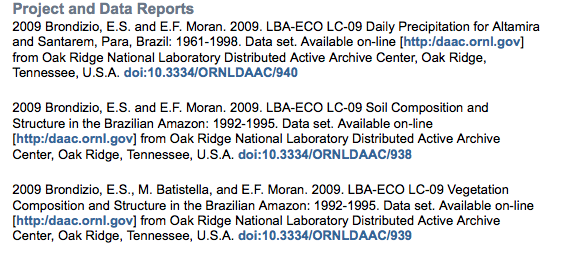 Project and Data Reports
2009 Brondizio, E.S. and E.F. Moran. 2009. LBA-ECO LC-09 Daily Precipitation for Altamira
and Santarem, Para, Brazil: 1961-1998. Data set. Available on-line [http:/daac.ornl.gov]
from Oak Ridge National Laboratory Distributed Active Archive Center, Oak Ridge,
Tennessee, U.S.A. doi:10.3334/ORNLDAAC/940
2009 Brondizio, E.S. and E.F. Moran. 2009. LBA-ECO LC-09 Soil Composition and
Structure in the Brazilian Amazon: 1992-1995. Data set. Available on-line
[http:/daac.ornl.gov] from Oak Ridge National Laboratory Distributed Active Archive
Center, Oak Ridge, Tennessee, U.S.A. doi:10.3334/ORNLDAAC/938
2009 Brondizio, E.S., M. Batistella, and E.F. Moran. 2009. LBA-ECO LC-09 Vegetation
Composition and Structure in the Brazilian Amazon: 1992-1995. Data set. Available on-line
[http:/daac.ornl.gov] from Oak Ridge National Laboratory Distributed Active Archive
Center, Oak Ridge, Tennessee, U.S.A. doi:10.3334/ORNLDAAC/939